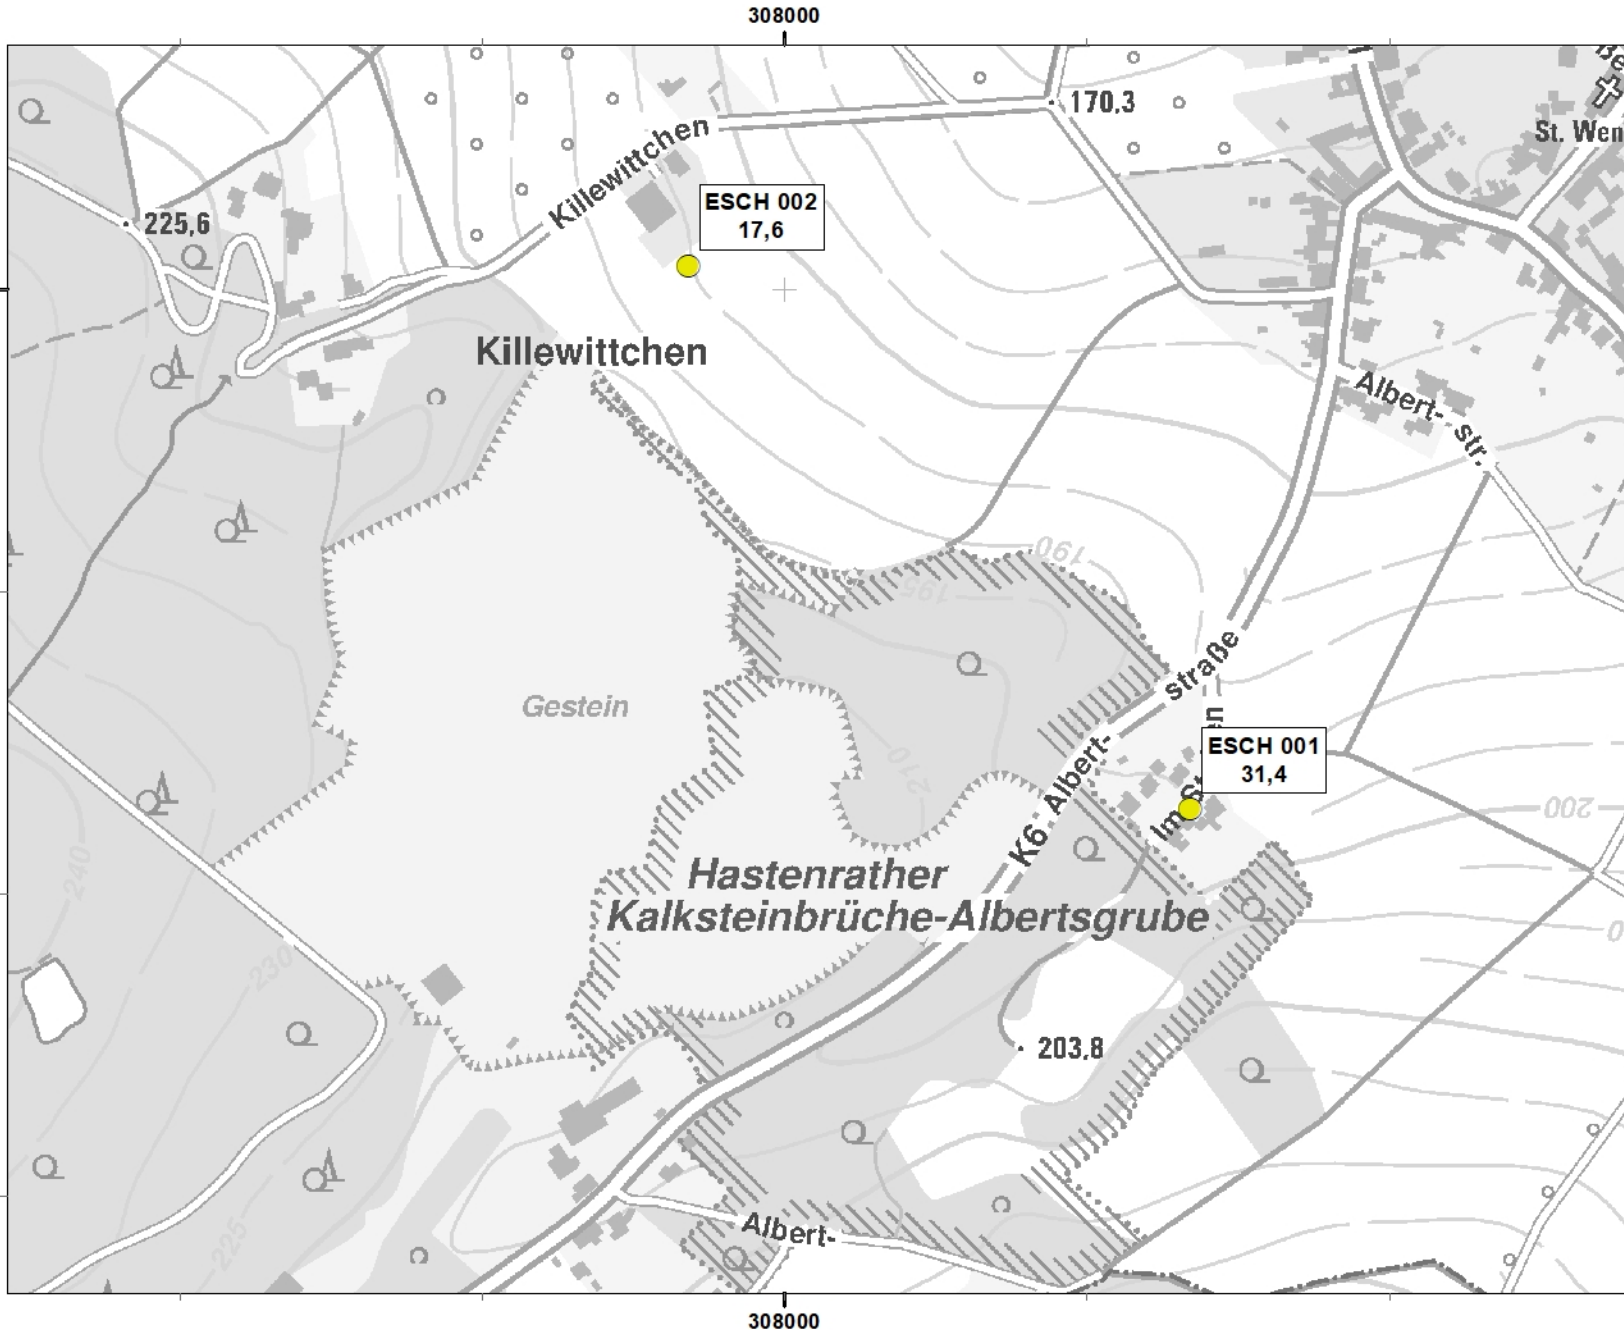 308000
170,3
St. Wen
Killewittchen
ESCH 002
17,6
225,6
Killewittchen
Albert-
str.
190
195
straße
Gestein
en
ESCH 001
31,4
210
Albert-
K6
Im St
200
240
Hastenrather
Kalksteinbrüche-Albertsgrube
230
203,8
225
Albert-
308000